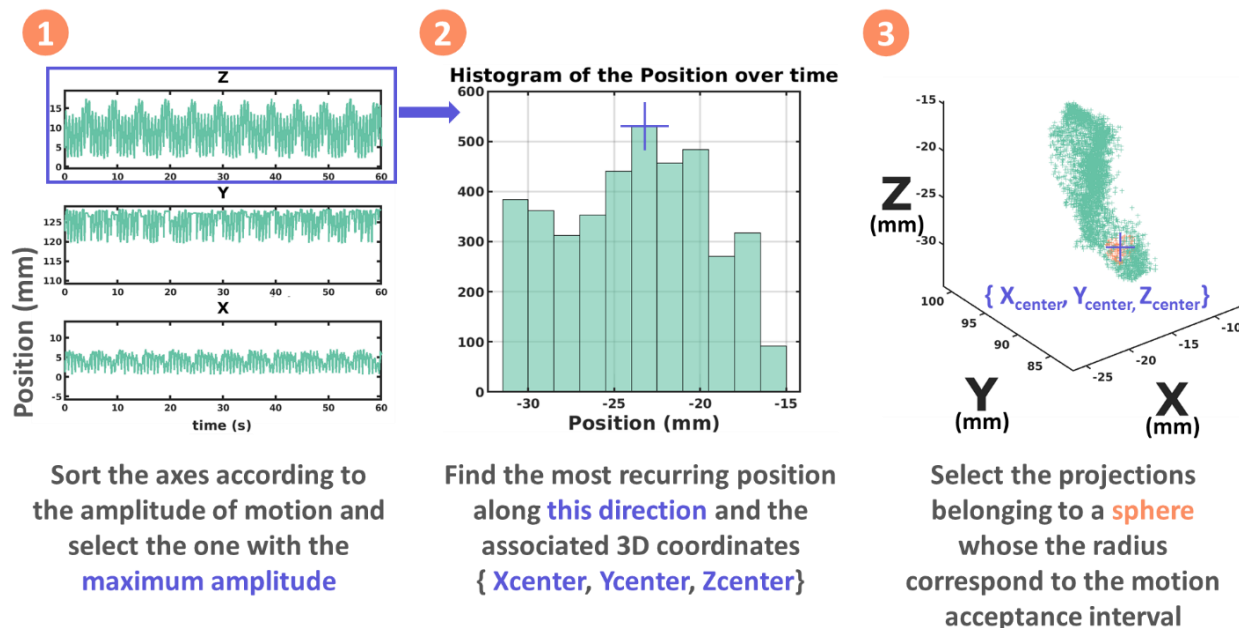 1
Z
15
10
5
0
0 10 20 30 40 50 60
Y
125
120
115
110
0 10 20 30 40 50 60
X
10
5
0
-5
0 10 20 30 40 50 60
time (s)
Position (mm)
Sort the axes according to
the amplitude of motion and
select the one with the
maximum amplitude
2
Histogram of the Position over time
600
500
400
300
200
100
0
-30 -25 -20 -15
Position (mm)
Find the most recurring position
along this direction and the
associated 3D coordinates
{ Xcenter, Ycenter, Zcenter}
3
-15
-20
-25
-30
Z
(mm)
{ Xcenter, Ycenter, Zcenter}
100
95
90
85
Y
(mm)
-10
-15
-20
-25
X
(mm)
Select the projections
belonging to a sphere
whose the radius
correspond to the motion
acceptance interval